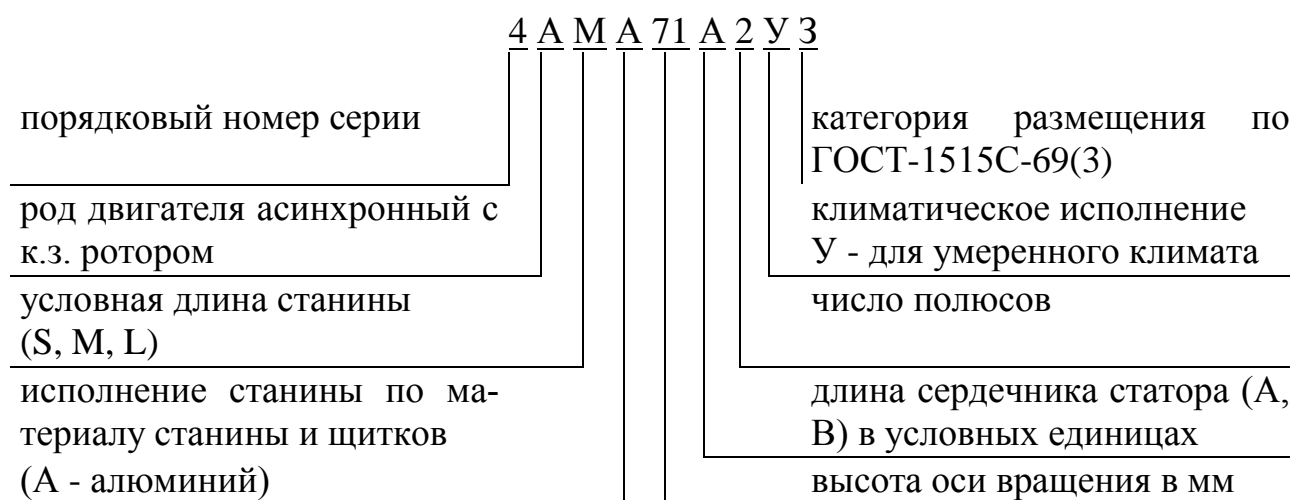 4 А М А 71 А 2 У З
порядковый номер серии
род двигателя асинхронный с
к.з. ротором
условная длина станины
(S, M, L)
исполнение станины по ма-
териалу станины и щитков
(А - алюминий)
категория размещения по
ГОСТ-1515С-69(3)
климатическое исполнение
У - для умеренного климата
число полюсов
длина сердечника статора (А,
В) в условных единицах
высота оси вращения в мм